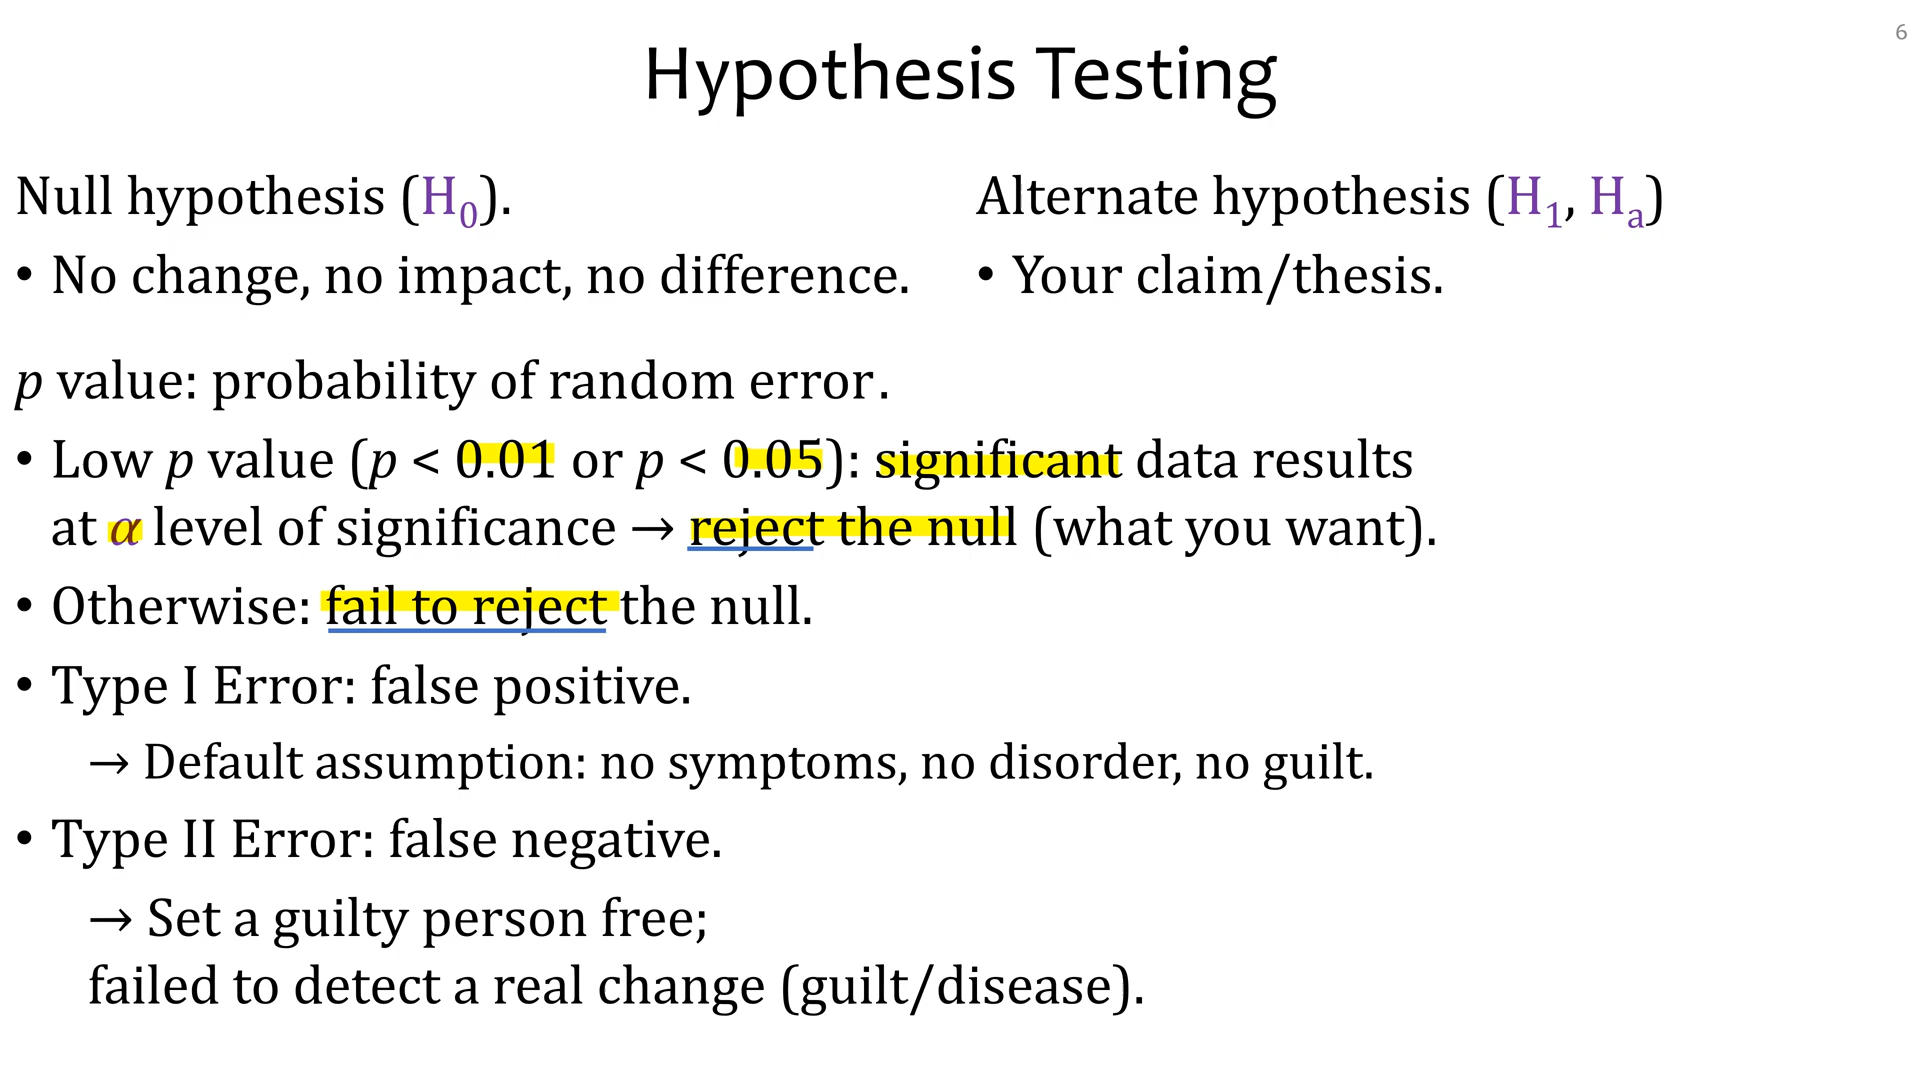 6
Hypothesis Testing
Null hypothesis (H₀).
• No change, no impact, no difference.
Alternate hypothesis (H₁, Hₐ)
• Your claim/thesis.
p value: probability of random error.
• Low p value (p < 0.01 or p < 0.05): significant data results
at α level of significance → reject the null (what you want).
• Otherwise: fail to reject the null.
• Type I Error: false positive.
→ Default assumption: no symptoms, no disorder, no guilt.
• Type II Error: false negative.
→ Set a guilty person free;
failed to detect a real change (guilt/disease).